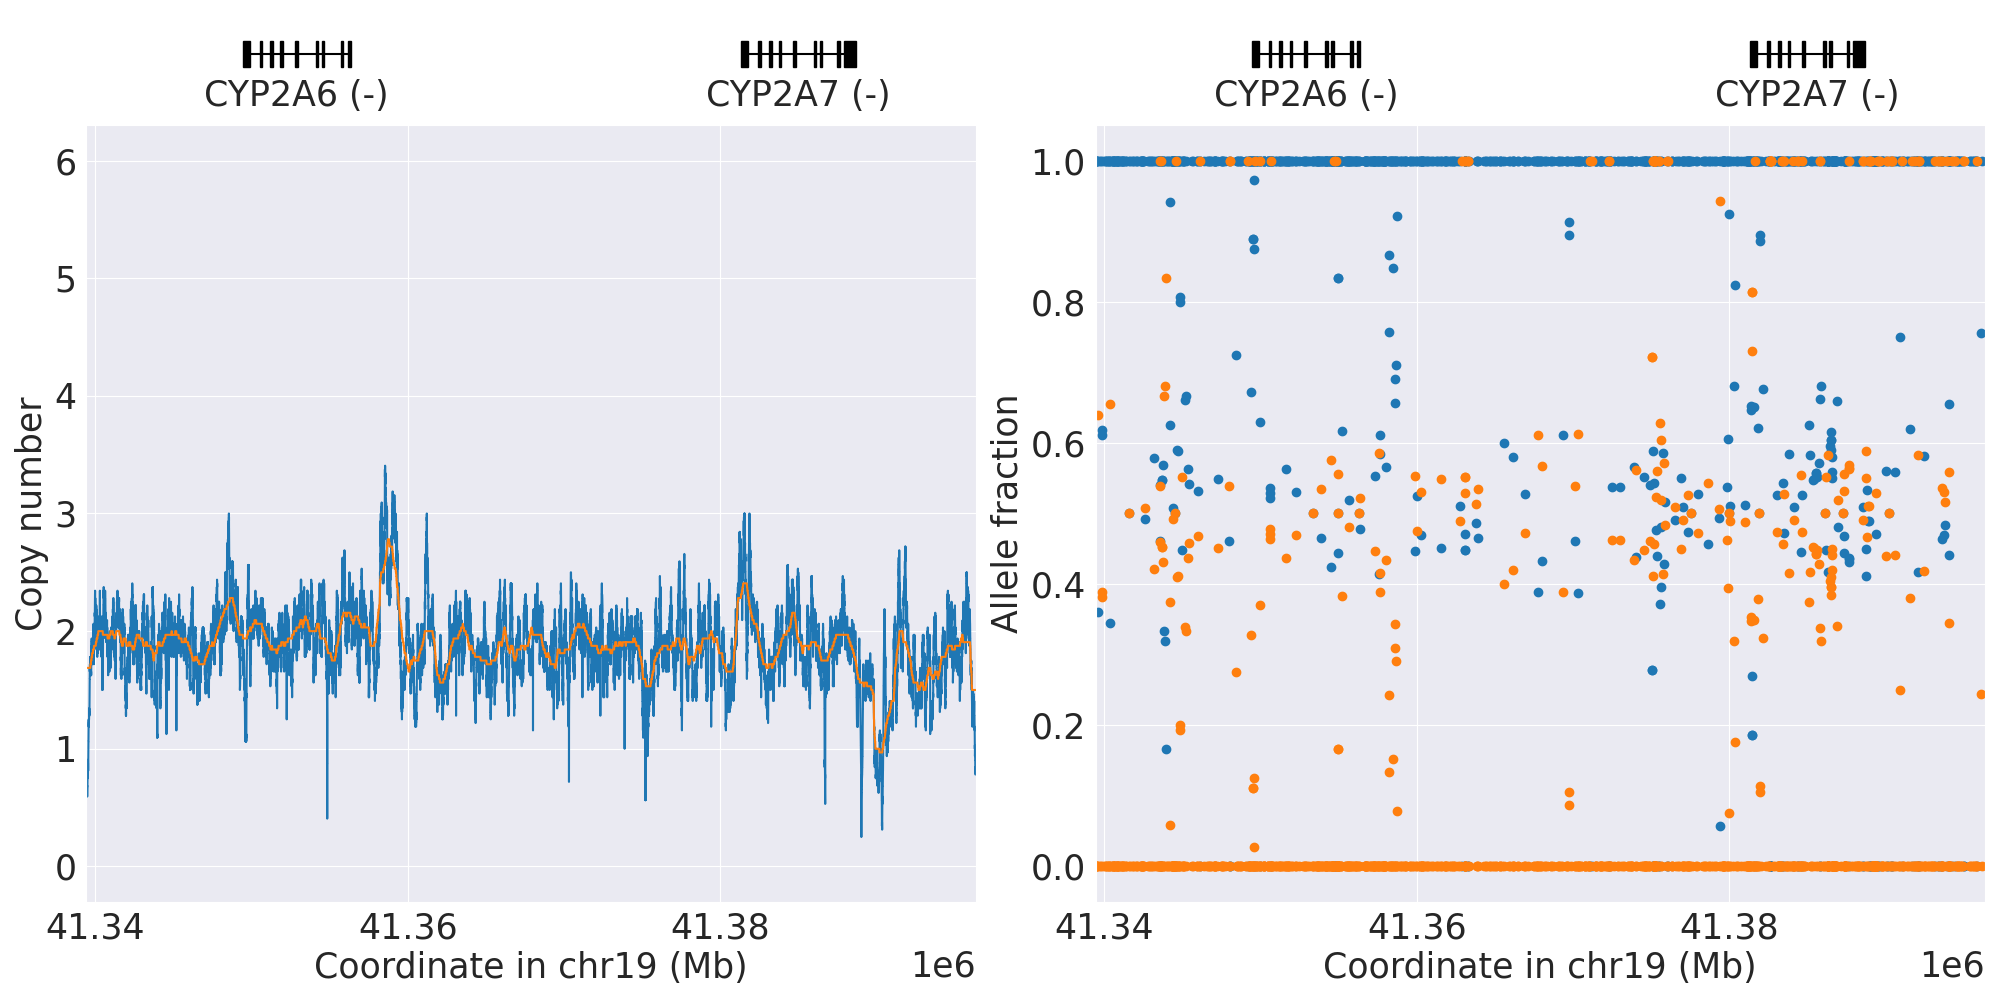 CYP2A6 (-)
CYP2A7 (-)
6
5
4
3
2
1
0
Copy number
41.34
41.36
41.38
Coordinate in chr19 (Mb)
1e6
CYP2A6 (-)
CYP2A7 (-)
1.0
0.8
0.6
0.4
0.2
0.0
Allele fraction
41.34
41.36
41.38
Coordinate in chr19 (Mb)
1e6